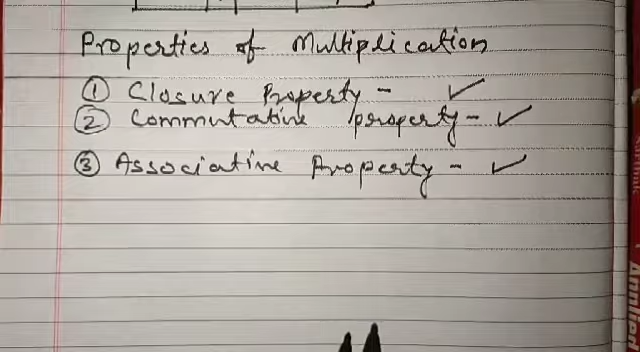 Properties of Multiplication
① Closure Property - ✓
② Commutative property - ✓
③ Associative Property - ✓